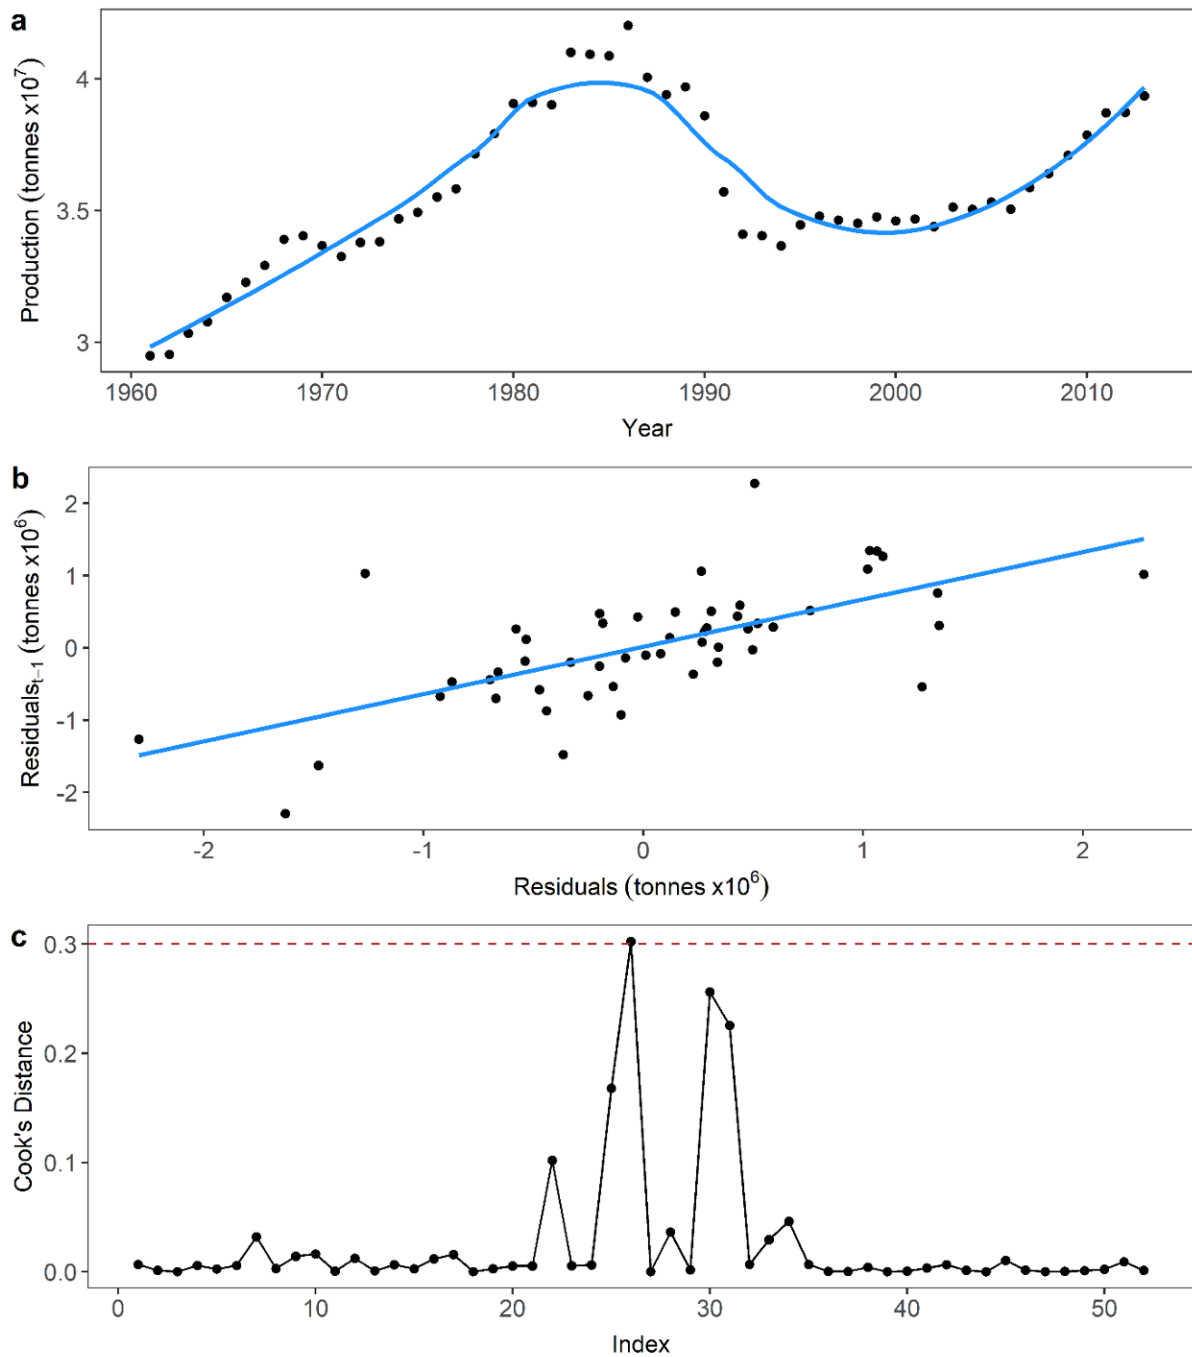 a
Production (tonnes x10⁷)
4
3.5
3
1960 1970 1980 1990 2000 2010
Year
b
Residualsₜ₋₁ (tonnes x10⁶)
2
1
0
-1
-2
-2 -1 0 1 2
Residuals (tonnes x10⁶)
c
Cook's Distance
0.3
0.2
0.1
0.0
0 10 20 30 40 50
Index